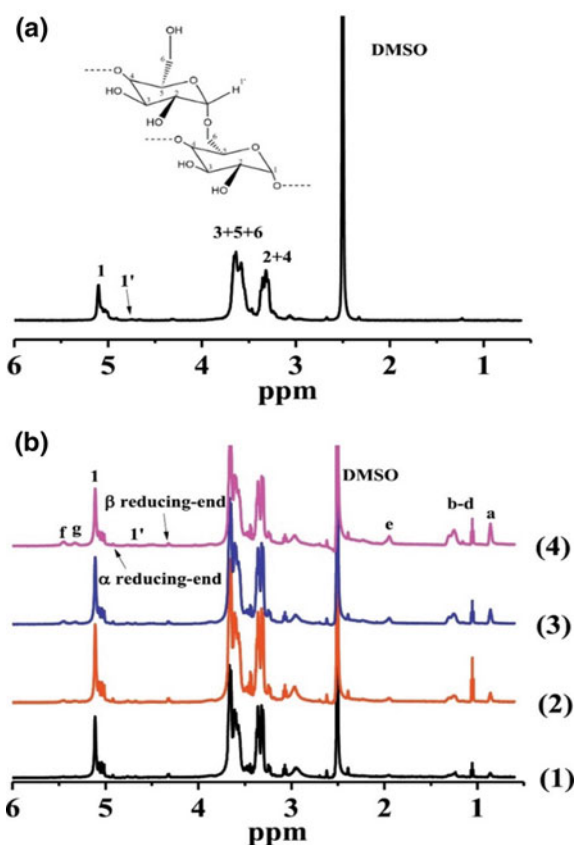 (a)
DMSO
OH
6
O
4
O
HO
5
3
2
HO
1'
H
O
6
O
4
5
O
HO
3
2
1
HO
O
3+5+6
2+4
1
1'
6 5 4 3 2 1
ppm
(b)
DMSO
1
β reducing-end
b-d
f g
1'
e
a
α reducing-end
(4)
(3)
(2)
(1)
6 5 4 3 2 1
ppm